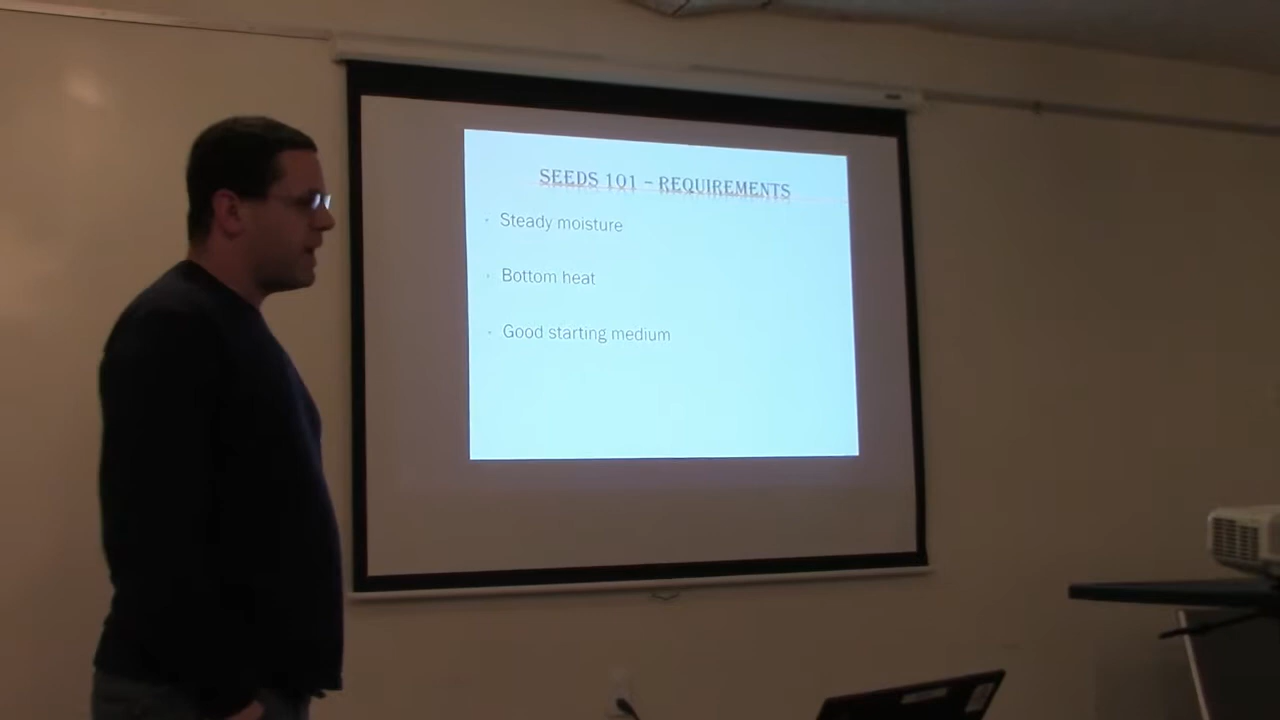 SEEDS 101 – REQUIREMENTS
• Steady moisture
• Bottom heat
• Good starting medium